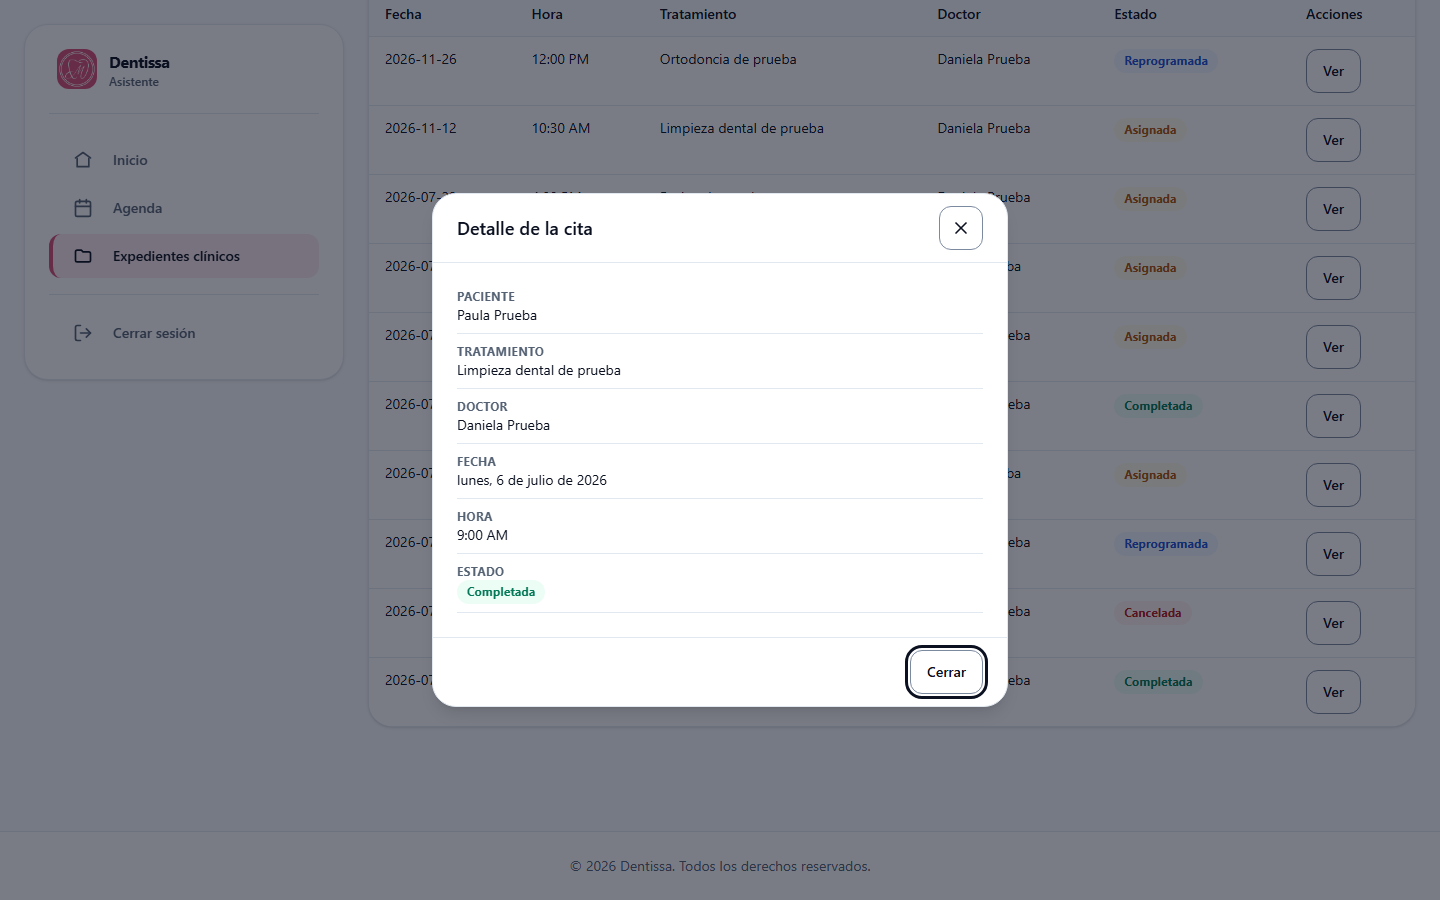 Dentissa
Asistente
Inicio
Agenda
Expedientes clínicos
Cerrar sesión
Fecha Hora Tratamiento Doctor Estado Acciones
2026-11-26 12:00 PM Ortodoncia de prueba Daniela Prueba Reprogramada Ver
2026-11-12 10:30 AM Limpieza dental de prueba Daniela Prueba Asignada Ver
Asignada Ver
Asignada Ver
Asignada Ver
Completada Ver
Asignada Ver
Reprogramada Ver
Cancelada Ver
Completada Ver
Detalle de la cita
PACIENTE
Paula Prueba
TRATAMIENTO
Limpieza dental de prueba
DOCTOR
Daniela Prueba
FECHA
lunes, 6 de julio de 2026
HORA
9:00 AM
ESTADO
Completada
Cerrar
© 2026 Dentissa. Todos los derechos reservados.